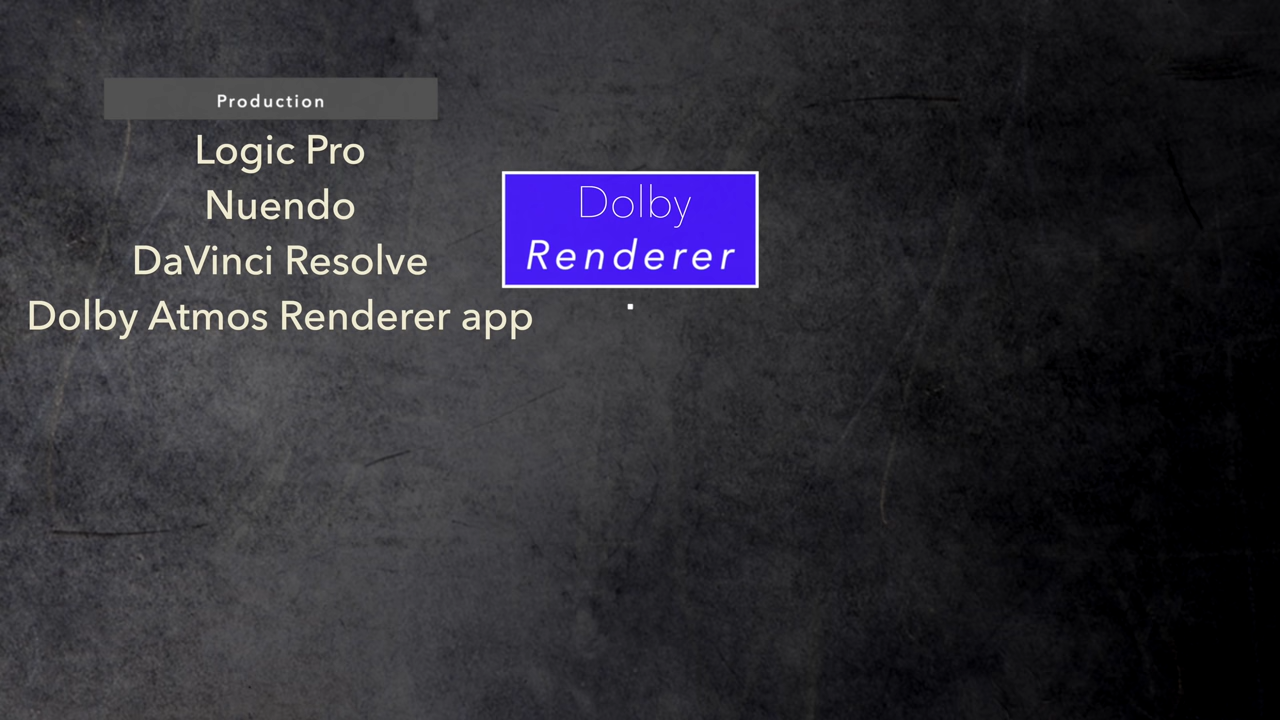 Production
Logic Pro
Nuendo
DaVinci Resolve
Dolby Atmos Renderer app
Dolby
Renderer